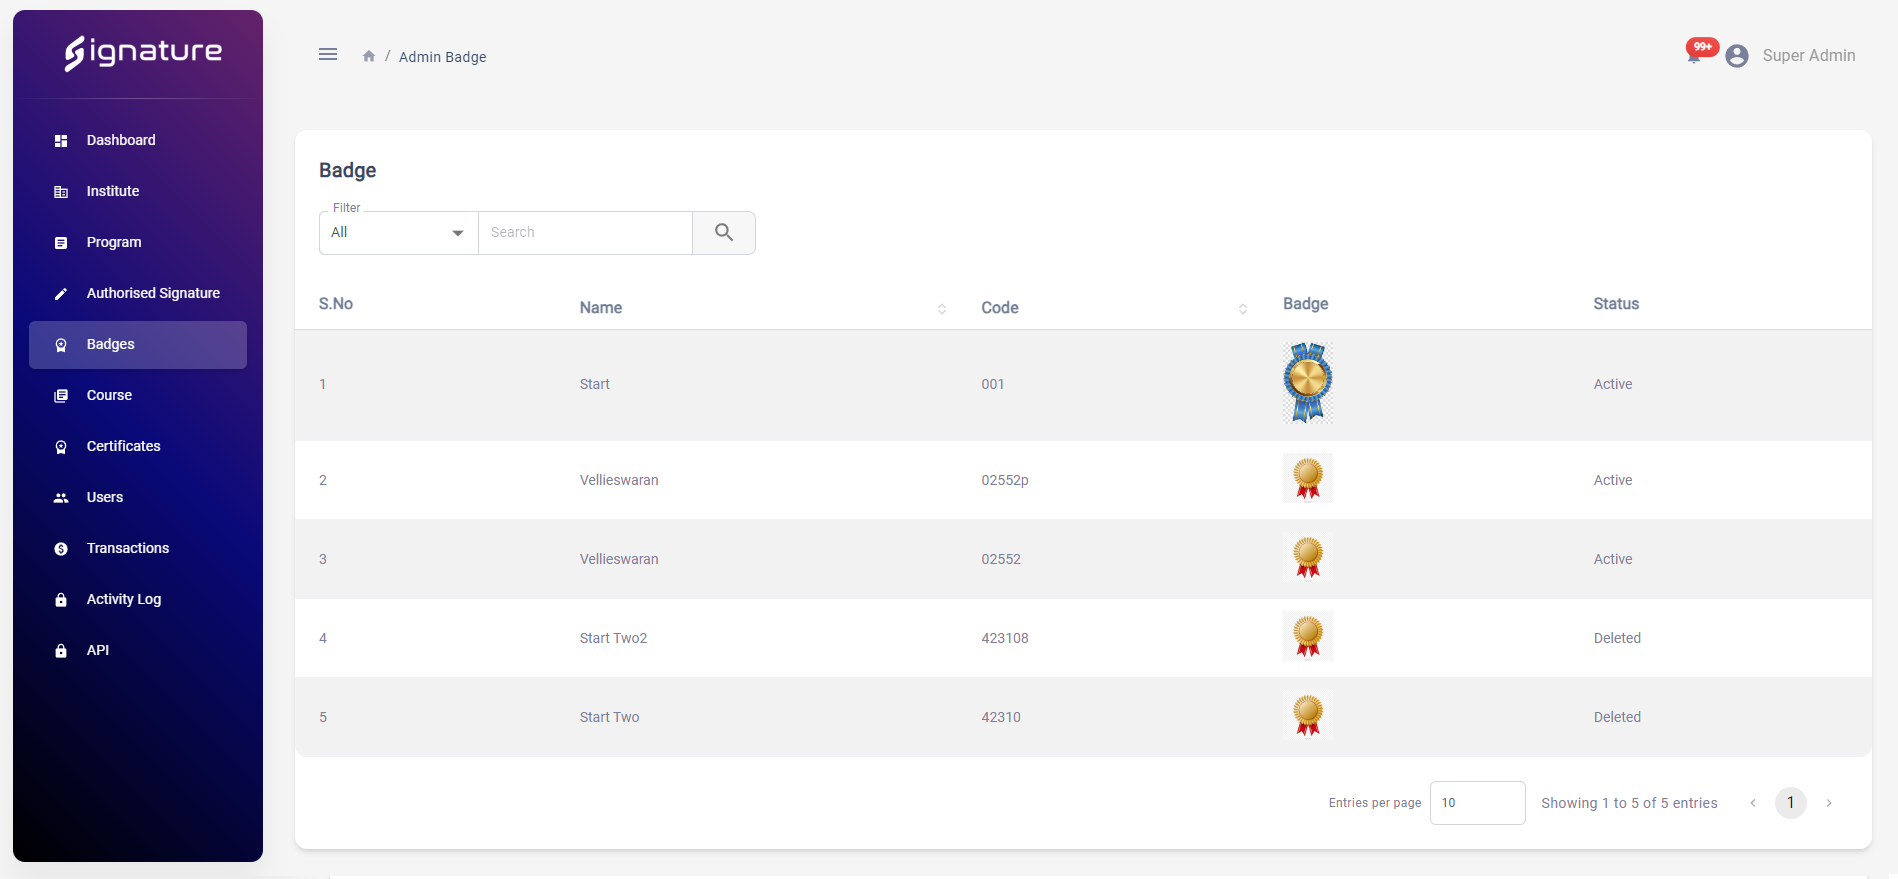 Signature
Dashboard
Institute
Program
Authorised Signature
Badges
Course
Certificates
Users
Transactions
Activity Log
API
/ Admin Badge
99+
Super Admin
Badge
Filter
All
Search
S.No Name Code Badge Status
1 Start 001 Active
2 Vellieswaran 02552p Active
3 Vellieswaran 02552 Active
4 Start Two2 423108 Deleted
5 Start Two 42310 Deleted
Entries per page 10 Showing 1 to 5 of 5 entries 1